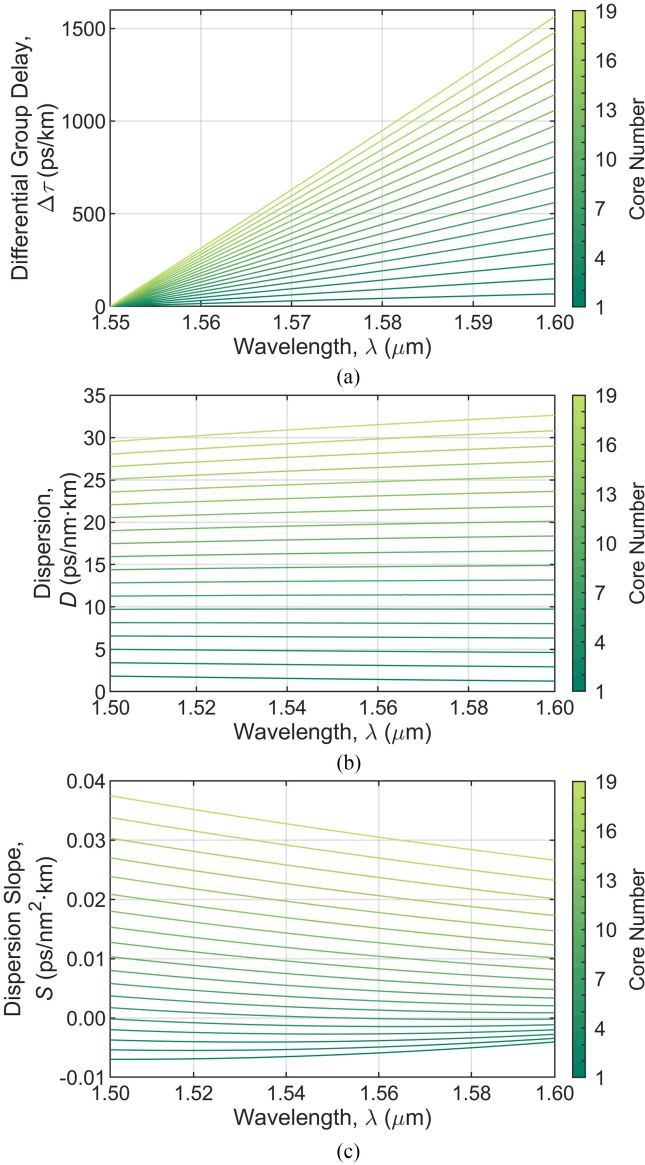 1500
1000
500
0
1.55 1.56 1.57 1.58 1.59 1.60
Differential Group Delay,
Δτ (ps/km)
Wavelength, λ (μm)
19
16
13
10
7
4
1
Core Number
(a)
35
30
25
20
15
10
5
0
1.50 1.52 1.54 1.56 1.58 1.60
Dispersion,
D (ps/nm·km)
Wavelength, λ (μm)
19
16
13
10
7
4
1
Core Number
(b)
0.04
0.03
0.02
0.01
0.00
-0.01
1.50 1.52 1.54 1.56 1.58 1.60
Dispersion Slope,
S (ps/nm²·km)
Wavelength, λ (μm)
19
16
13
10
7
4
1
Core Number
(c)